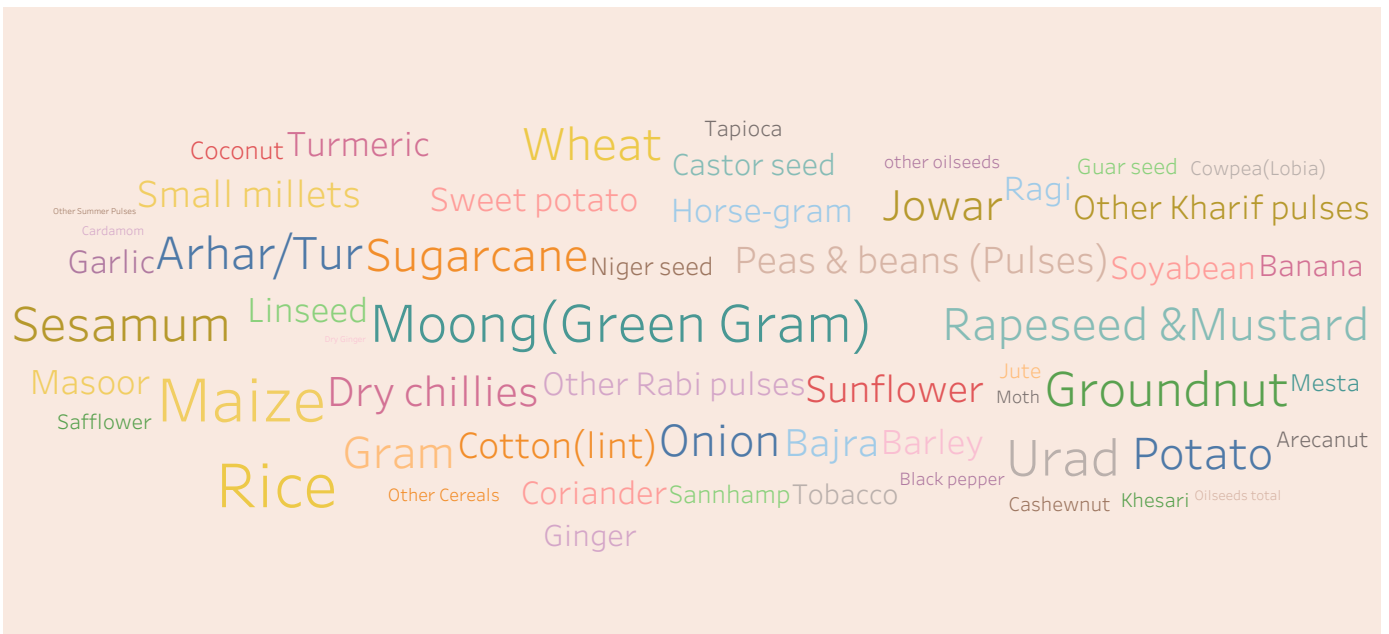 Tapioca
Coconut Turmeric Wheat
Castor seed other oilseeds Guar seed Cowpea(Lobia)
Small millets Sweet potato Horse-gram Jowar Ragi Other Kharif pulses
Other Summer Pulses
Cardamom
Garlic Arhar/Tur Sugarcane Niger seed Peas & beans (Pulses) Soyabean Banana
Sesamum Linseed Moong(Green Gram) Rapeseed &Mustard
Dry Ginger
Masoor Maize Dry chillies Other Rabi pulses Sunflower Jute Groundnut Mesta
Moth
Safflower
Gram Cotton(lint) Onion Bajra Barley Urad Potato Arecanut
Rice Other Cereals Coriander Sannhamp Tobacco Black pepper Cashewnut Khesari Oilseeds total
Ginger